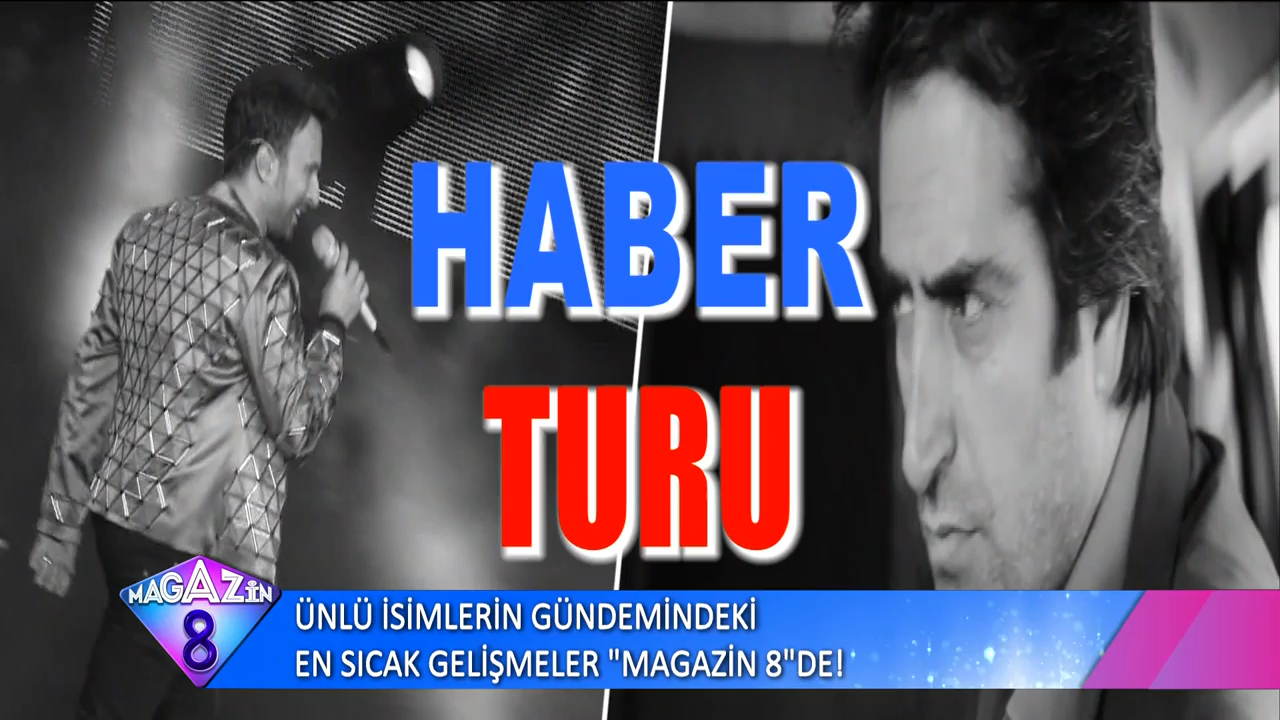 HABER
TURU
MAGAZİN
8
ÜNLÜ İSİMLERİN GÜNDEMİNDEKİ
EN SICAK GELİŞMELER "MAGAZİN 8"DE!